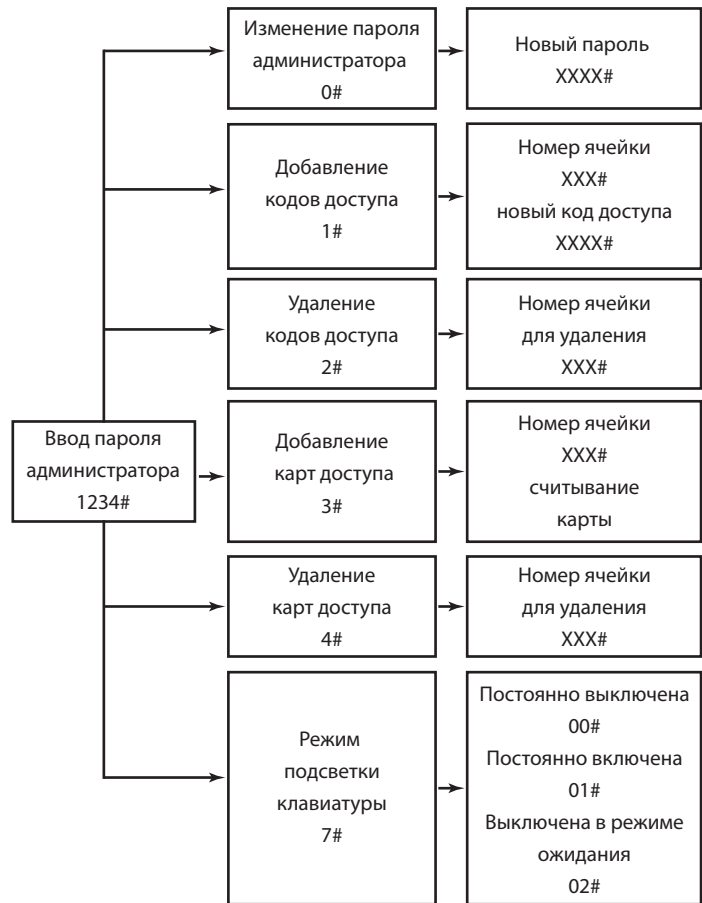 Изменение пароля
администратора
0#
Новый пароль
XXXX#
Добавление
кодов доступа
1#
Номер ячейки
XXX#
новый код доступа
XXXX#
Удаление
кодов доступа
2#
Номер ячейки
для удаления
XXX#
Ввод пароля
администратора
1234#
Добавление
карт доступа
3#
Номер ячейки
XXX#
считывание
карты
Удаление
карт доступа
4#
Номер ячейки
для удаления
XXX#
Режим
подсветки
клавиатуры
7#
Постоянно выключена
00#
Постоянно включена
01#
Выключена в режиме
ожидания
02#